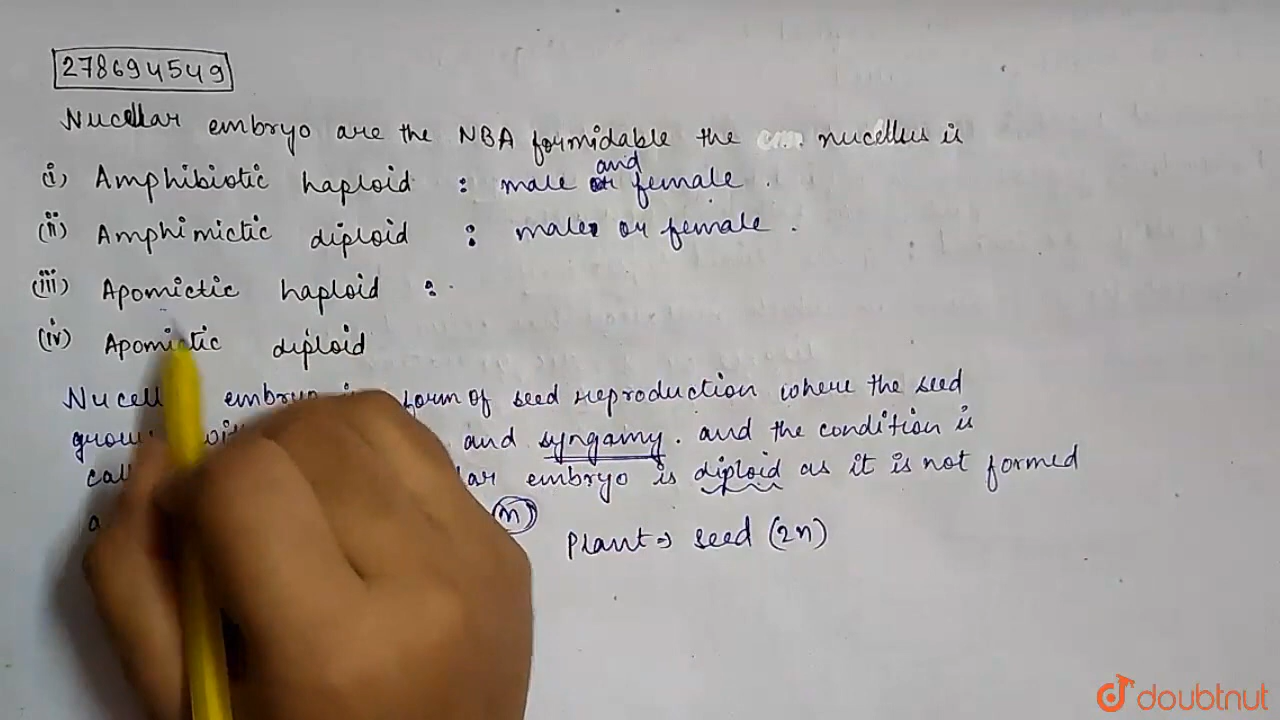 278694549
Nucellar embryo are the NBA formidable the nucellus is
(i) Amphibiotic haploid : male and female .
(ii) Amphimictic diploid : male or female .
(iii) Apomictic haploid :
(iv) Apomictic diploid
embryo form of seed reproduction where the seed
and syngamy . and the condition is
embryo is diploid as it is not formed
a (n)
Plant => seed (2n)
doubtnut